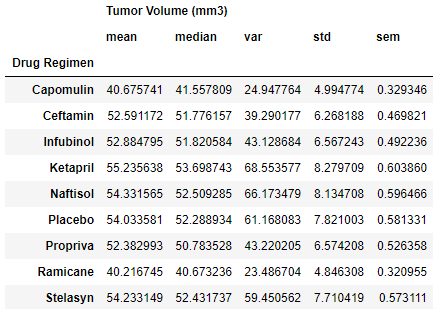 Tumor Volume (mm3)
mean median var std sem
Drug Regimen
Capomulin 40.675741 41.557809 24.947764 4.994774 0.329346
Ceftamin 52.591172 51.776157 39.290177 6.268188 0.469821
Infubinol 52.884795 51.820584 43.128684 6.567243 0.492236
Ketapril 55.235638 53.698743 68.553577 8.279709 0.603860
Naftisol 54.331565 52.509285 66.173479 8.134708 0.596466
Placebo 54.033581 52.288934 61.168083 7.821003 0.581331
Propriva 52.382993 50.783528 43.220205 6.574208 0.526358
Ramicane 40.216745 40.673236 23.486704 4.846308 0.320955
Stelasyn 54.233149 52.431737 59.450562 7.710419 0.573111